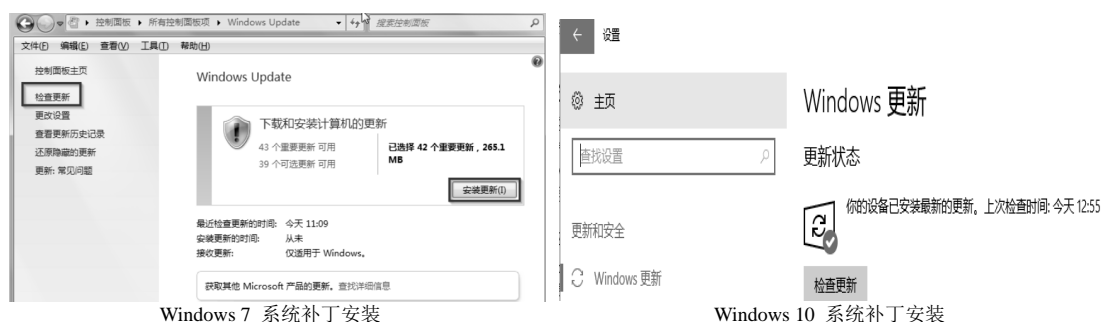 控制面板 ▸ 所有控制面板项 ▸ Windows Update
搜索控制面板
文件(F) 编辑(E) 查看(V) 工具(T) 帮助(H)
控制面板主页
检查更新
更改设置
查看更新历史记录
还原隐藏的更新
更新: 常见问题
Windows Update
下载和安装计算机的更新
43 个重要更新 可用
39 个可选更新 可用
已选择 42 个重要更新，265.1
MB
安装更新(I)
最近检查更新的时间: 今天 11:09
安装更新的时间: 从未
接收更新: 仅适用于 Windows。
获取其他 Microsoft 产品的更新。查找详细信息
Windows 7 系统补丁安装
设置
主页
查找设置
更新和安全
Windows 更新
Windows 更新
更新状态
你的设备已安装最新的更新。上次检查时间: 今天 12:55
检查更新
Windows 10 系统补丁安装